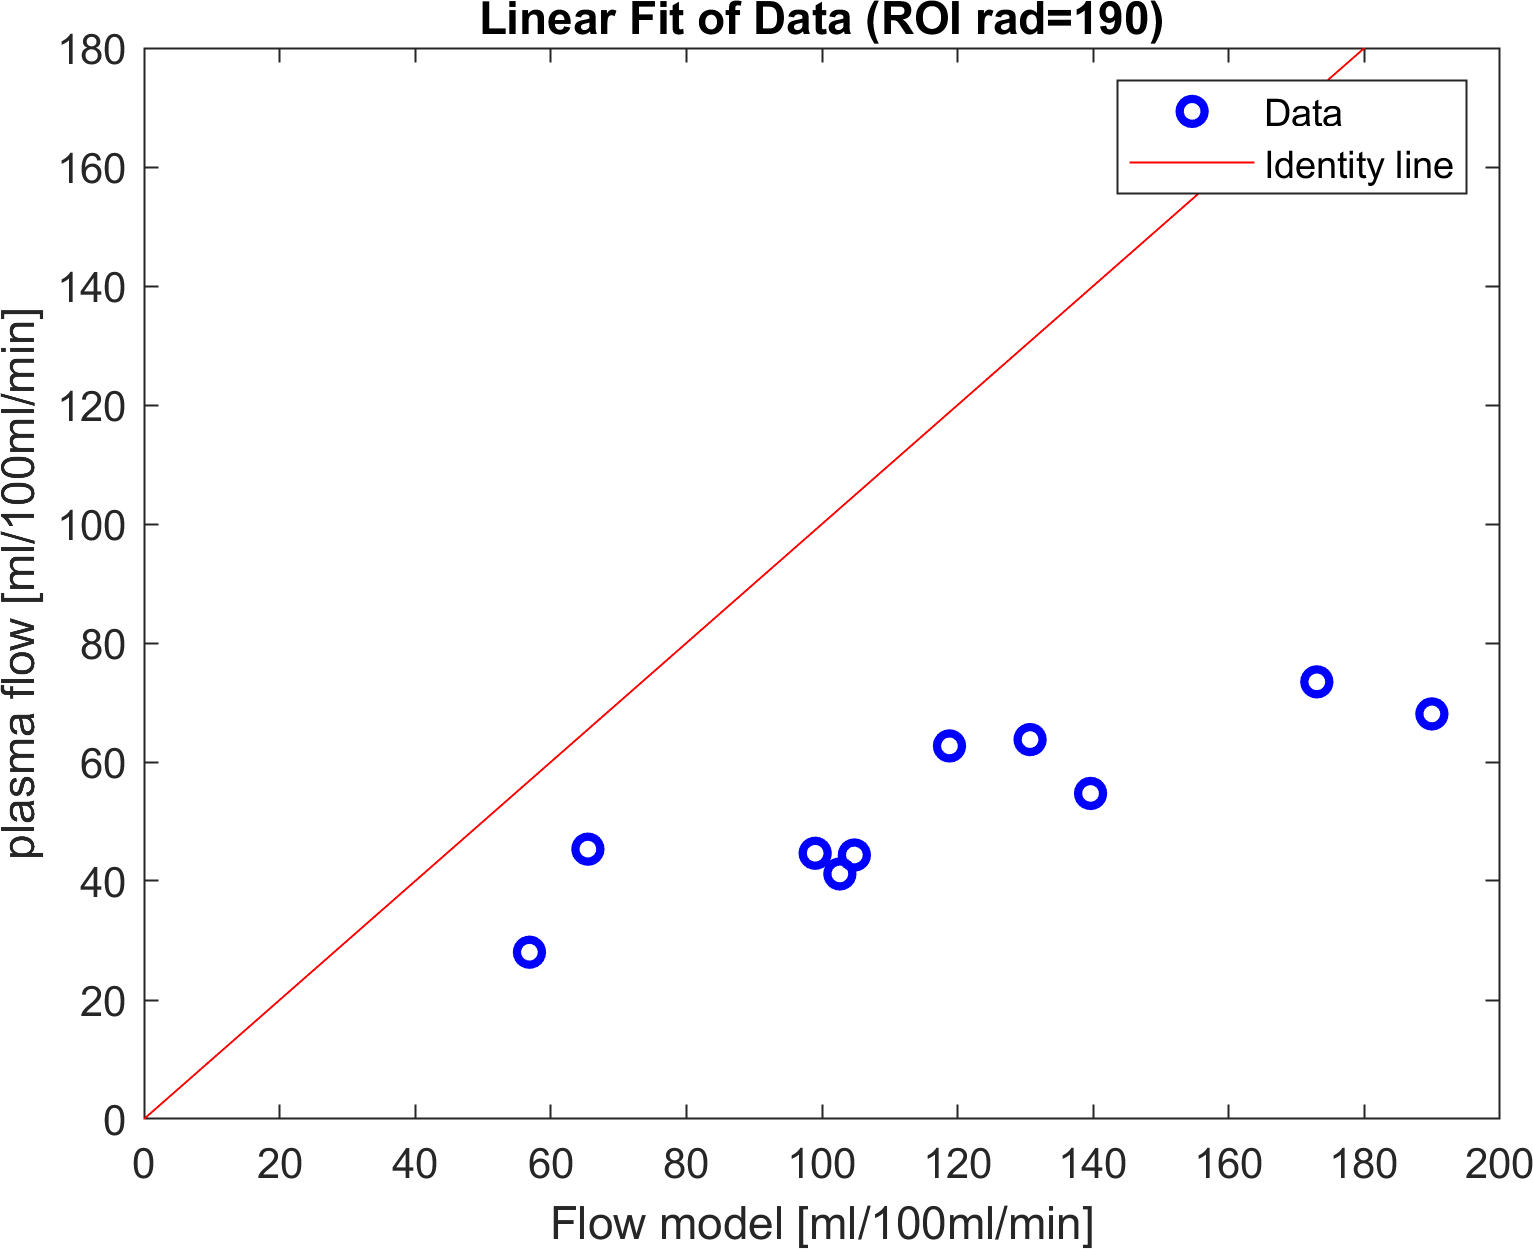 Linear Fit of Data (ROI rad=190)
180
160
140
120
100
80
60
40
20
0
plasma flow [ml/100ml/min]
Data
Identity line
0 20 40 60 80 100 120 140 160 180 200
Flow model [ml/100ml/min]